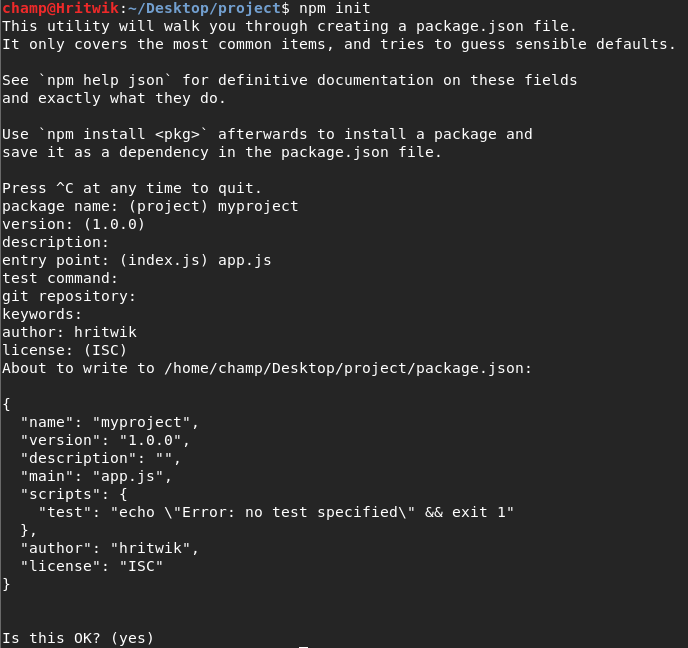 champ@Hritwik:~/Desktop/project$ npm init
This utility will walk you through creating a package.json file.
It only covers the most common items, and tries to guess sensible defaults.

See `npm help json` for definitive documentation on these fields
and exactly what they do.

Use `npm install <pkg>` afterwards to install a package and
save it as a dependency in the package.json file.

Press ^C at any time to quit.
package name: (project) myproject
version: (1.0.0)
description:
entry point: (index.js) app.js
test command:
git repository:
keywords:
author: hritwik
license: (ISC)
About to write to /home/champ/Desktop/project/package.json:

{
  "name": "myproject",
  "version": "1.0.0",
  "description": "",
  "main": "app.js",
  "scripts": {
    "test": "echo \"Error: no test specified\" && exit 1"
  },
  "author": "hritwik",
  "license": "ISC"
}


Is this OK? (yes)